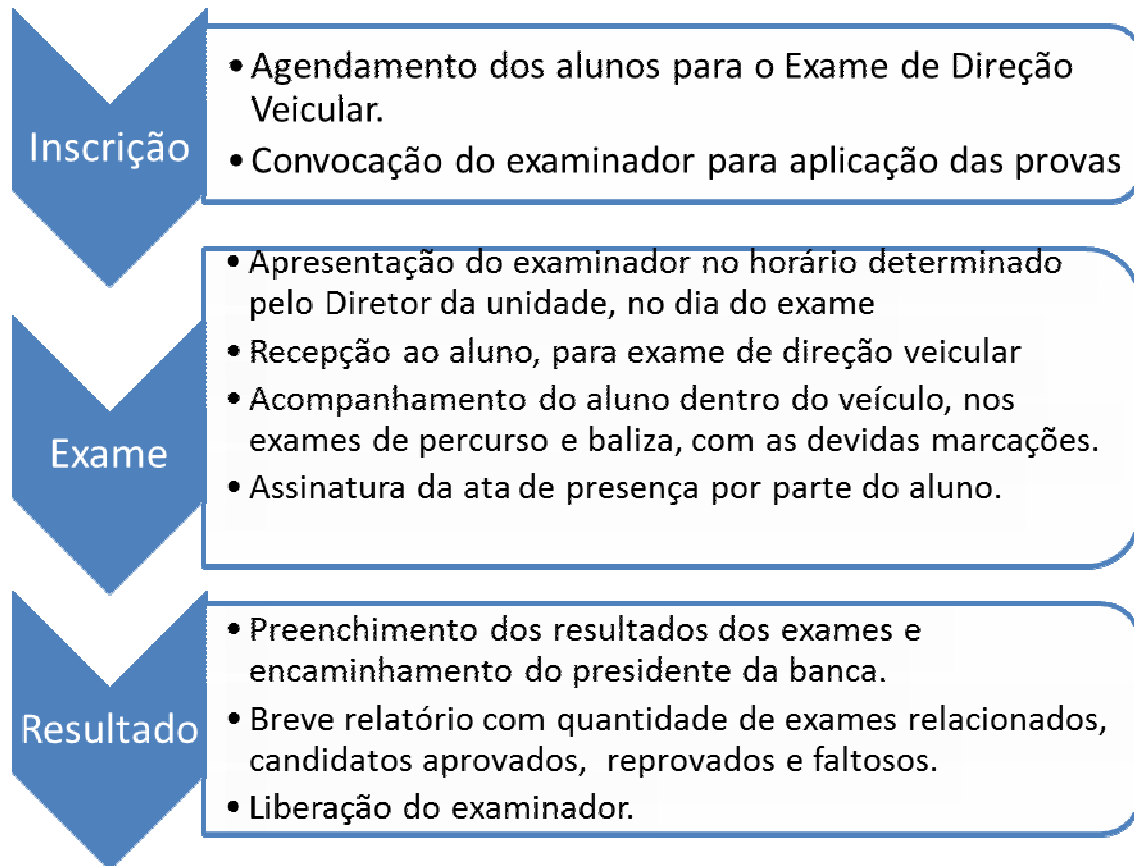 Inscrição
• Agendamento dos alunos para o Exame de Direção
Veicular.
• Convocação do examinador para aplicação das provas
Exame
• Apresentação do examinador no horário determinado
pelo Diretor da unidade, no dia do exame
• Recepção ao aluno, para exame de direção veicular
• Acompanhamento do aluno dentro do veículo, nos
exames de percurso e baliza, com as devidas marcações.
• Assinatura da ata de presença por parte do aluno.
Resultado
• Preenchimento dos resultados dos exames e
encaminhamento do presidente da banca.
• Breve relatório com quantidade de exames relacionados,
candidatos aprovados, reprovados e faltosos.
• Liberação do examinador.